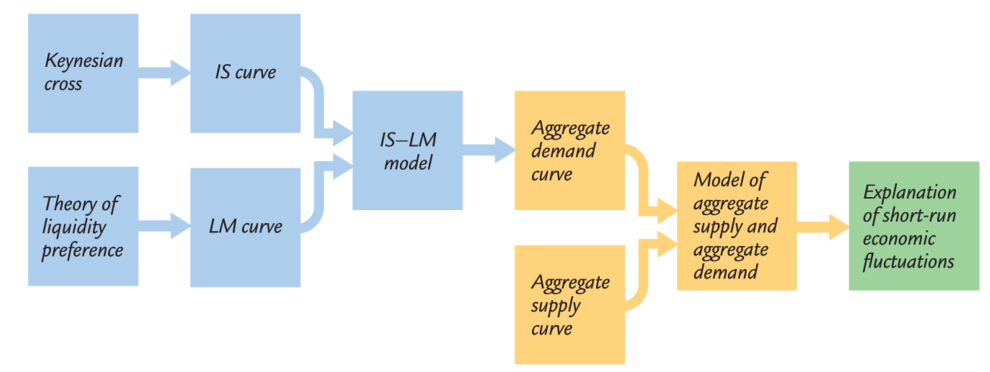 Keynesian
cross
IS curve
Theory of
liquidity
preference
LM curve
IS–LM
model
Aggregate
demand
curve
Aggregate
supply
curve
Model of
aggregate
supply and
aggregate
demand
Explanation
of short-run
economic
fluctuations